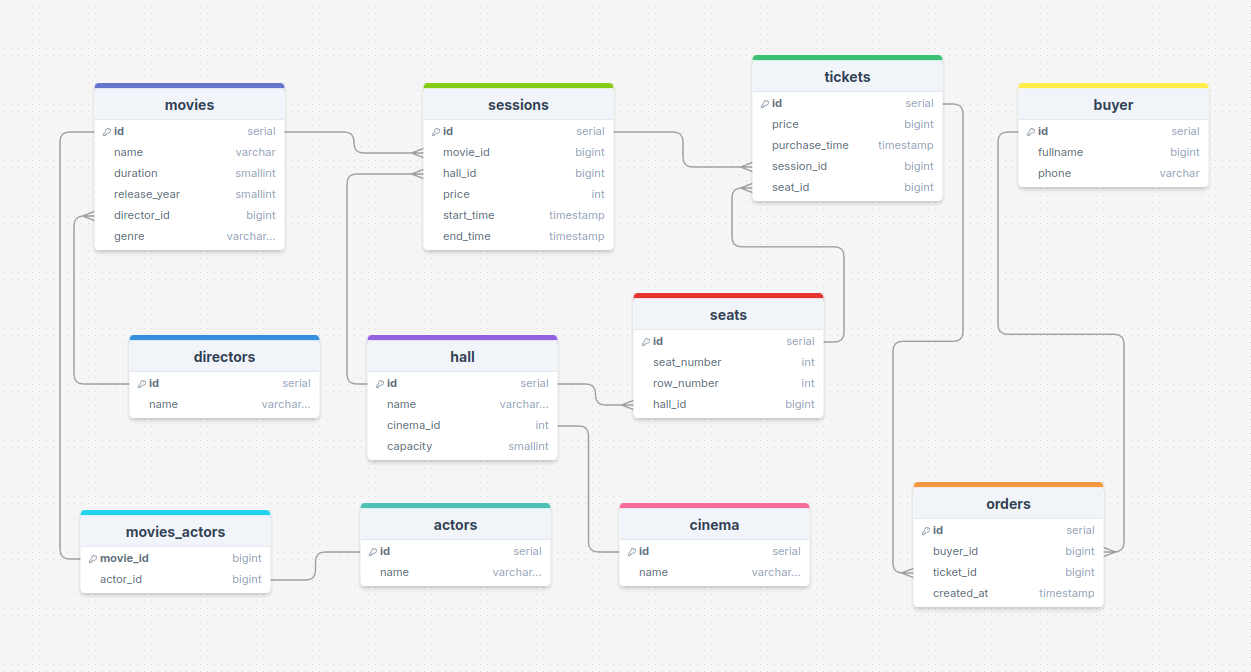 movies
id serial
name varchar
duration smallint
release_year smallint
director_id bigint
genre varchar...
sessions
id serial
movie_id bigint
hall_id bigint
price int
start_time timestamp
end_time timestamp
tickets
id serial
price bigint
purchase_time timestamp
session_id bigint
seat_id bigint
buyer
id serial
fullname bigint
phone varchar
directors
id serial
name varchar...
hall
id serial
name varchar...
cinema_id int
capacity smallint
seats
id serial
seat_number int
row_number int
hall_id bigint
movies_actors
movie_id bigint
actor_id bigint
actors
id serial
name varchar...
cinema
id serial
name varchar...
orders
id serial
buyer_id bigint
ticket_id bigint
created_at timestamp